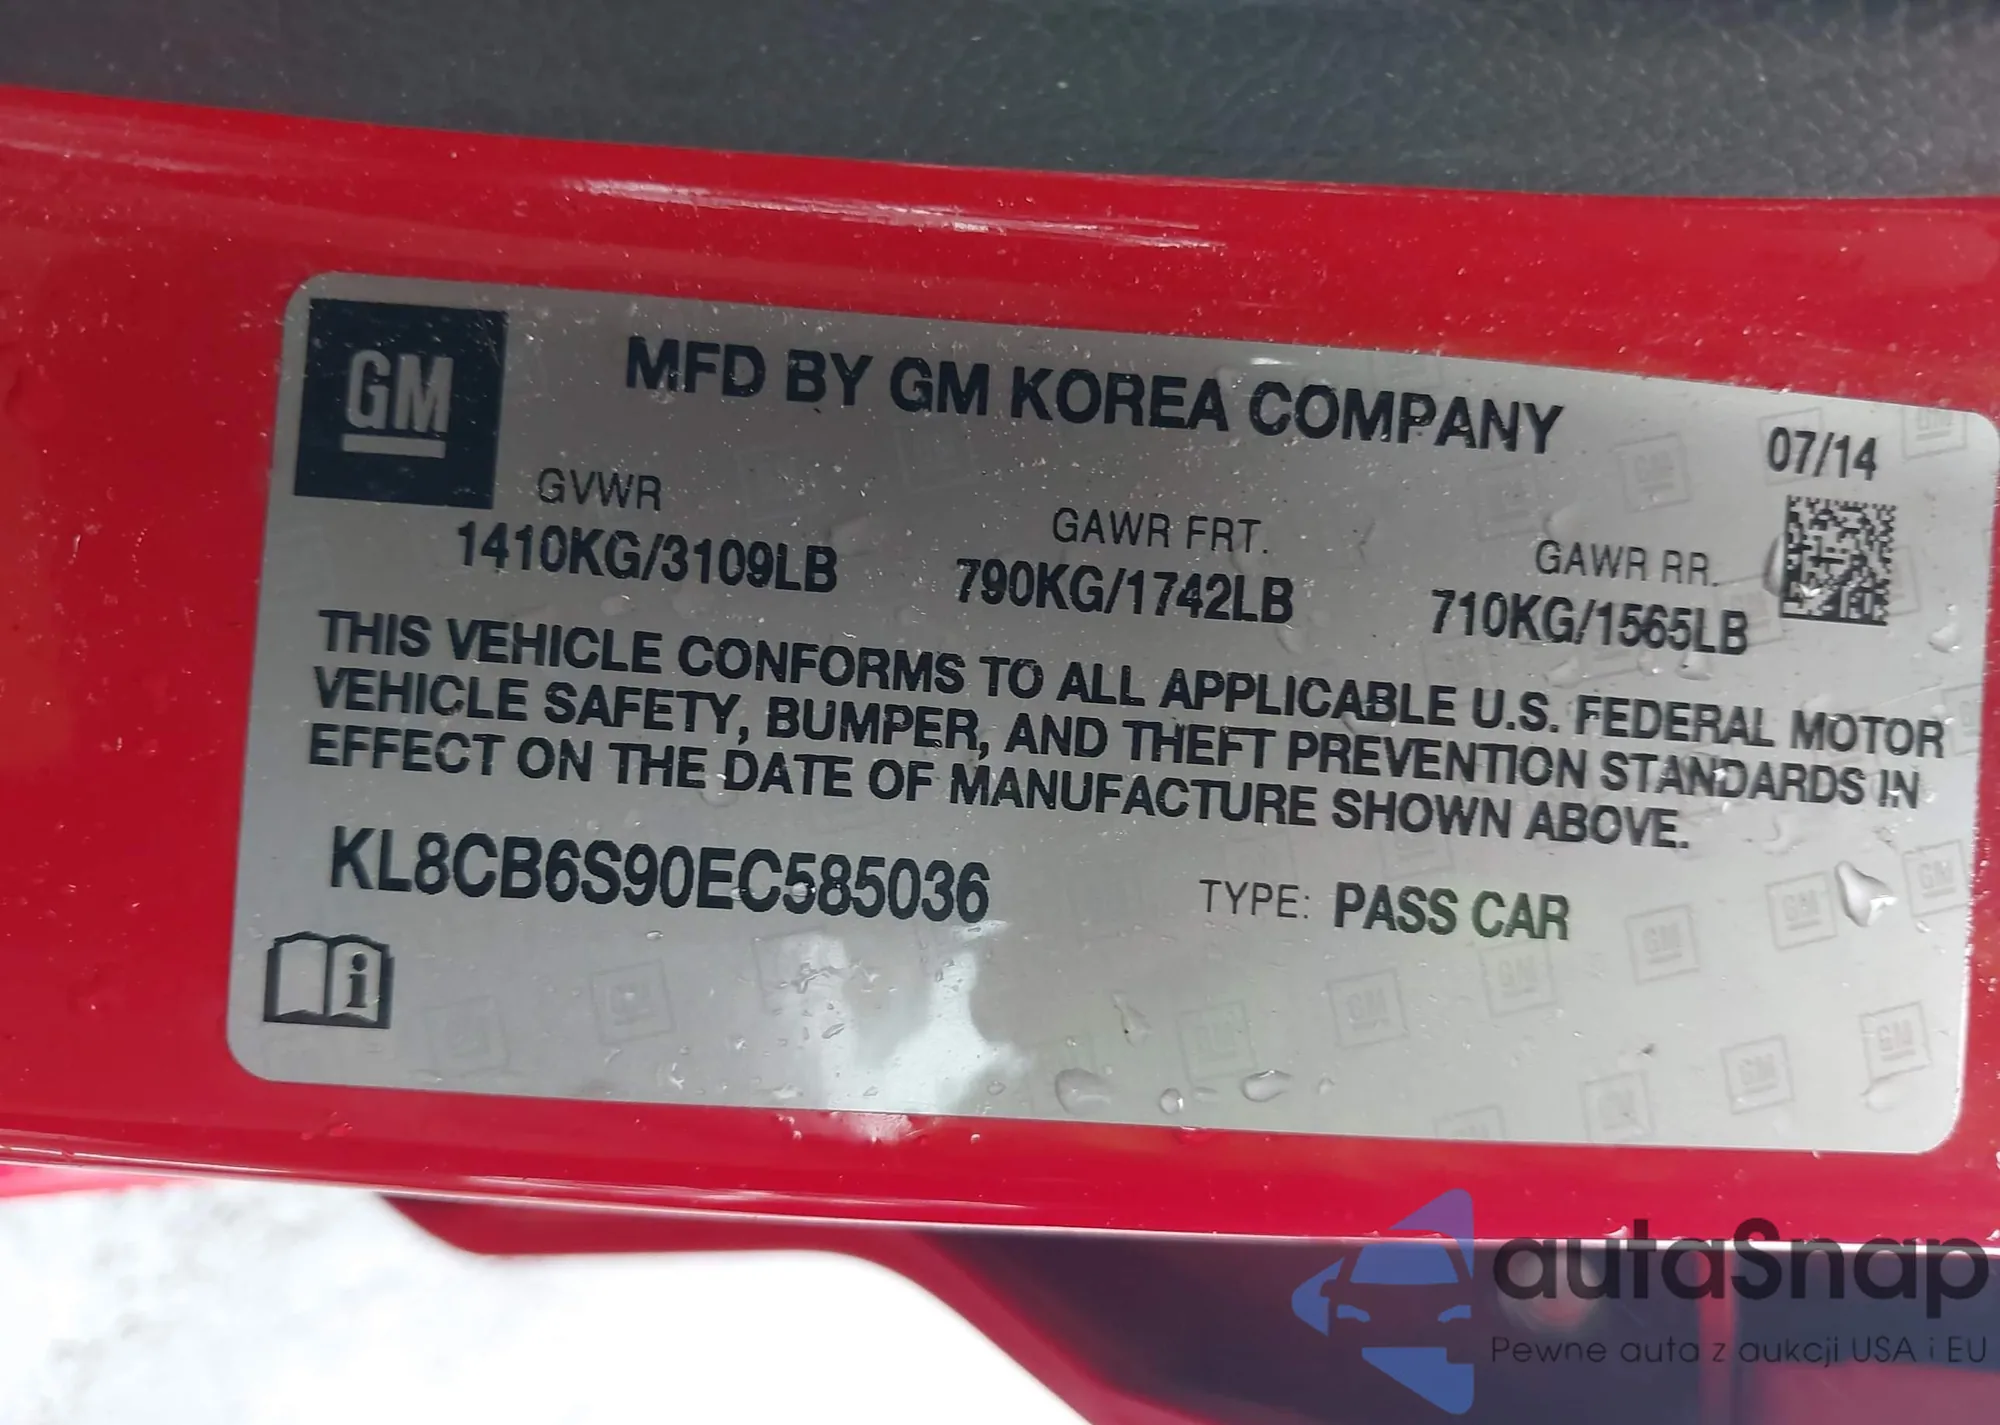 GM
MFD BY GM KOREA COMPANY
07/14
GVWR
1410KG/3109LB
GAWR FRT.
790KG/1742LB
GAWR RR.
710KG/1565LB
THIS VEHICLE CONFORMS TO ALL APPLICABLE U.S. FEDERAL MOTOR
VEHICLE SAFETY, BUMPER, AND THEFT PREVENTION STANDARDS IN
EFFECT ON THE DATE OF MANUFACTURE SHOWN ABOVE.
KL8CB6S90EC585036
TYPE: PASS CAR
i
autaSnap
Pewne auta z aukcji USA i EU